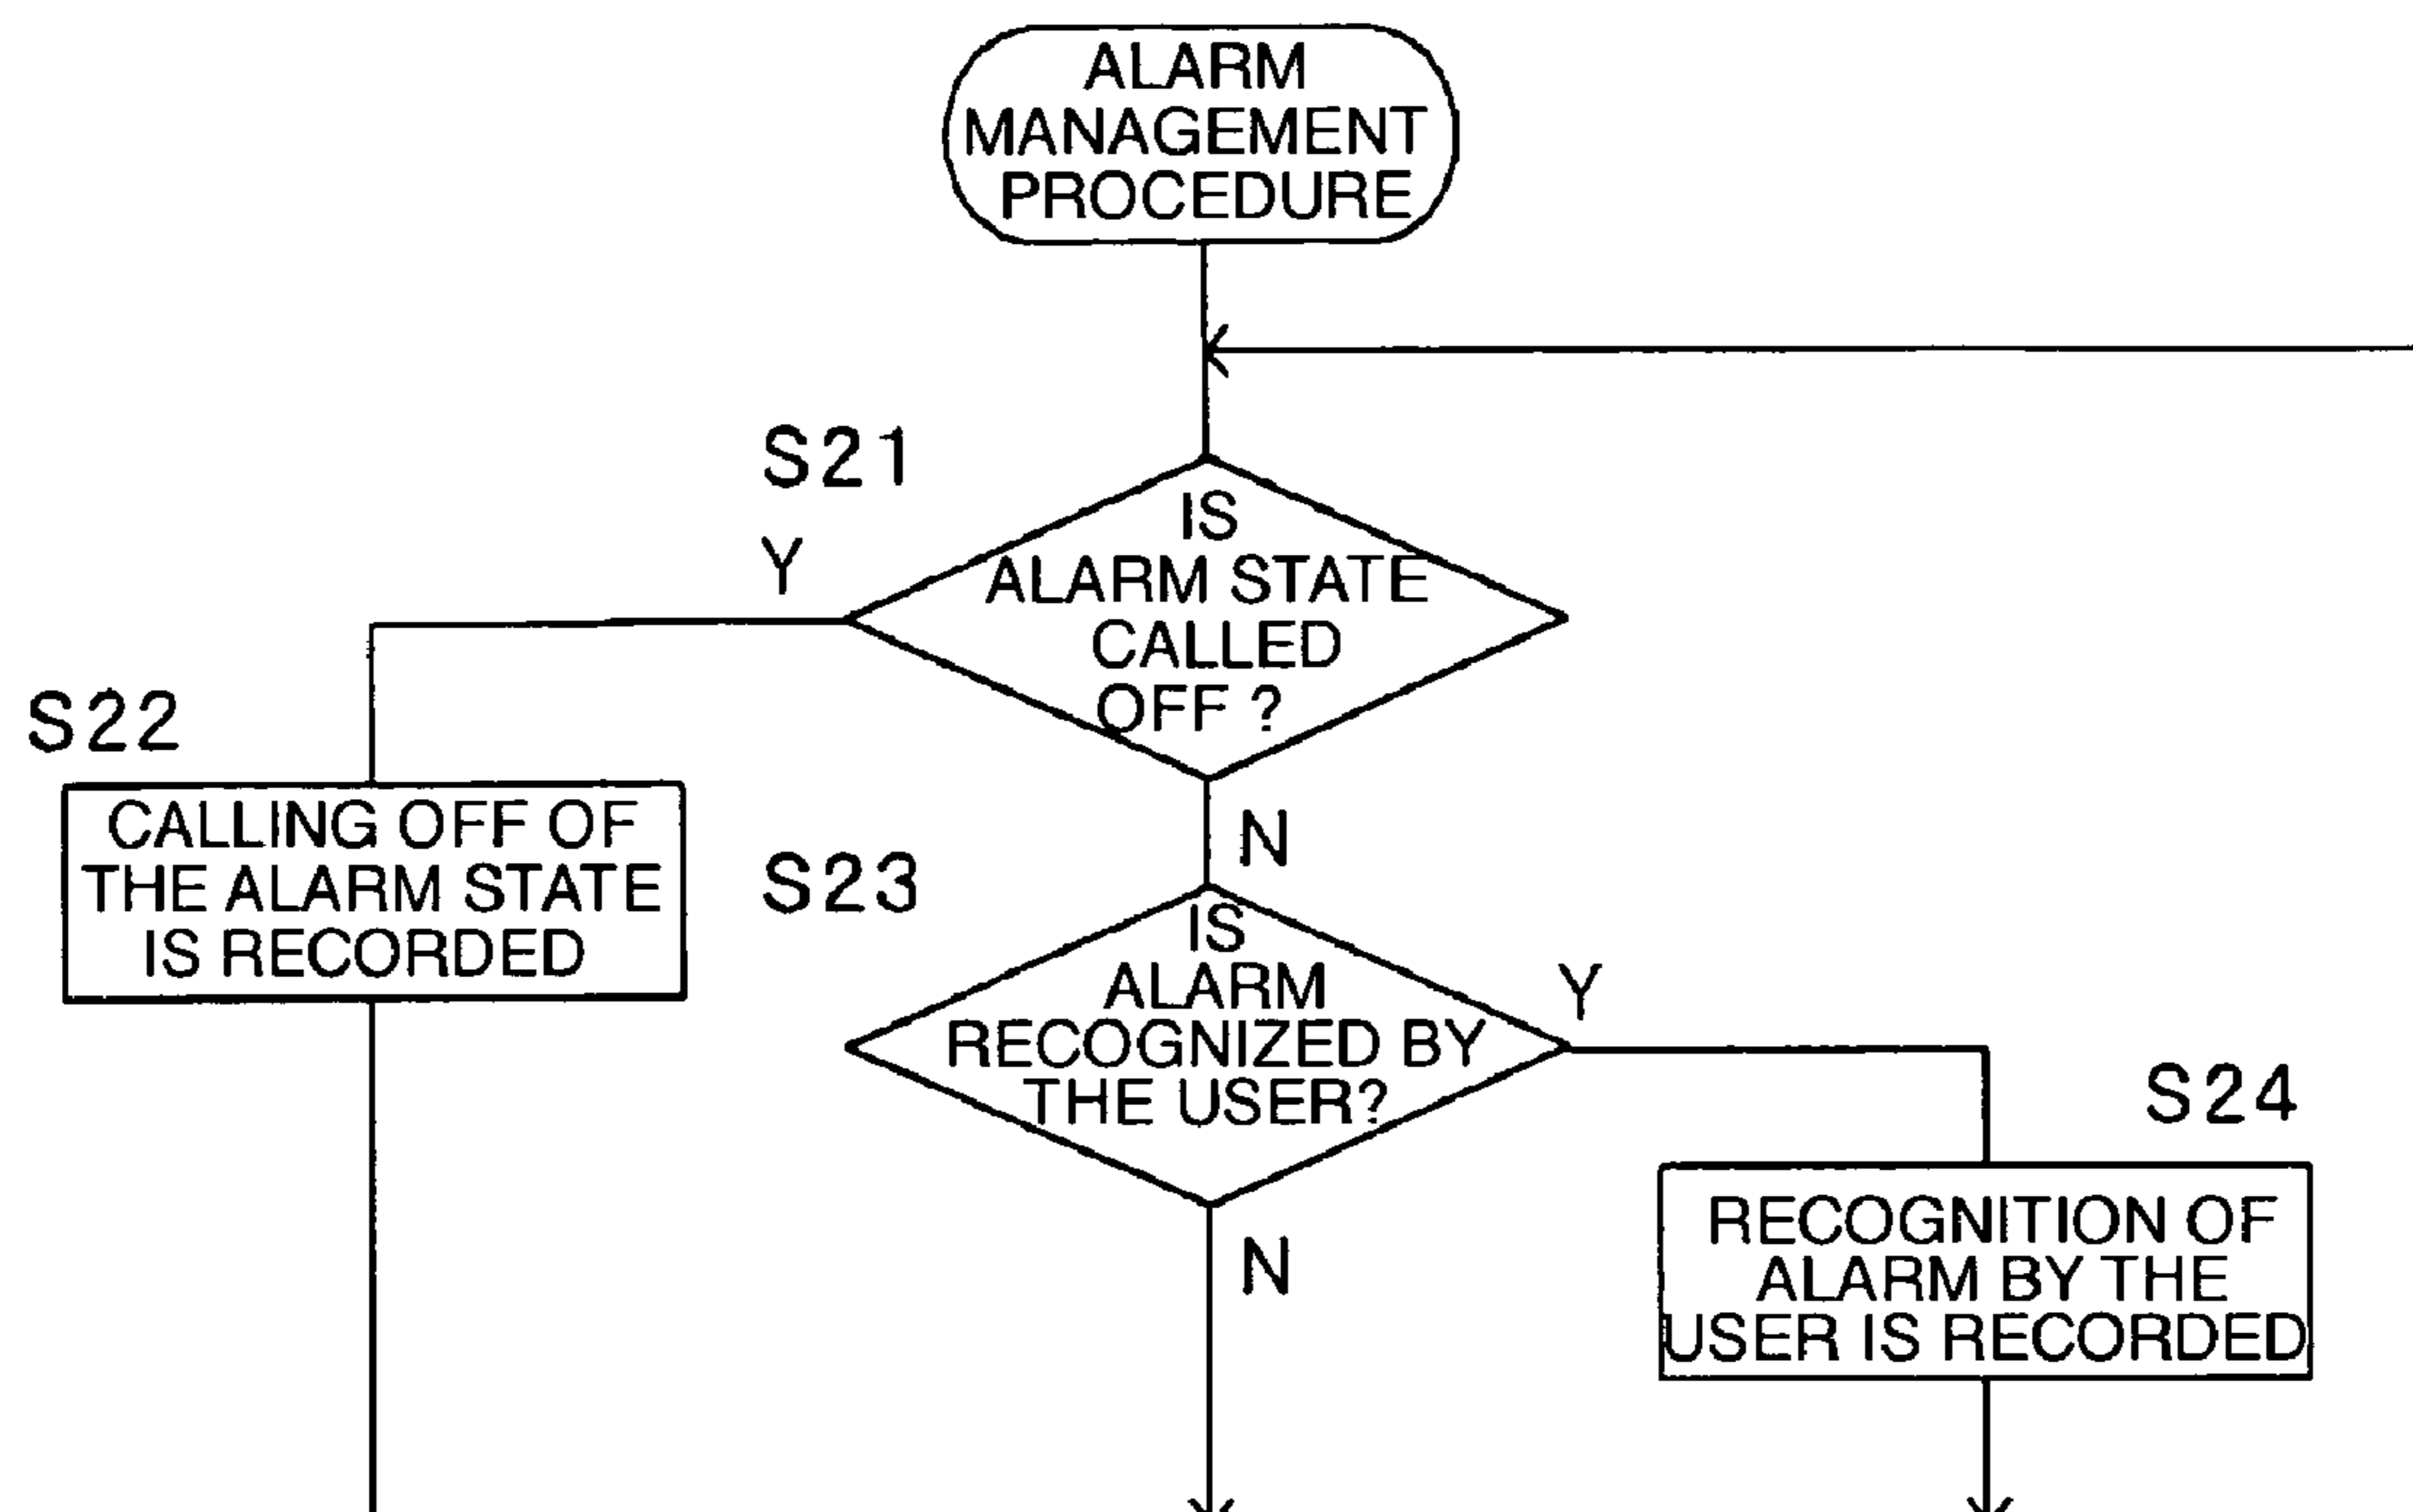 ALARM
MANAGEMENT
PROCEDURE
S21
Y
IS
ALARM STATE
CALLED
OFF ?
S22
CALLING OFF OF
THE ALARM STATE
IS RECORDED
N
S23
IS
ALARM
RECOGNIZED BY
THE USER?
Y
S24
RECOGNITION OF
ALARM BY THE
USER IS RECORDED
N